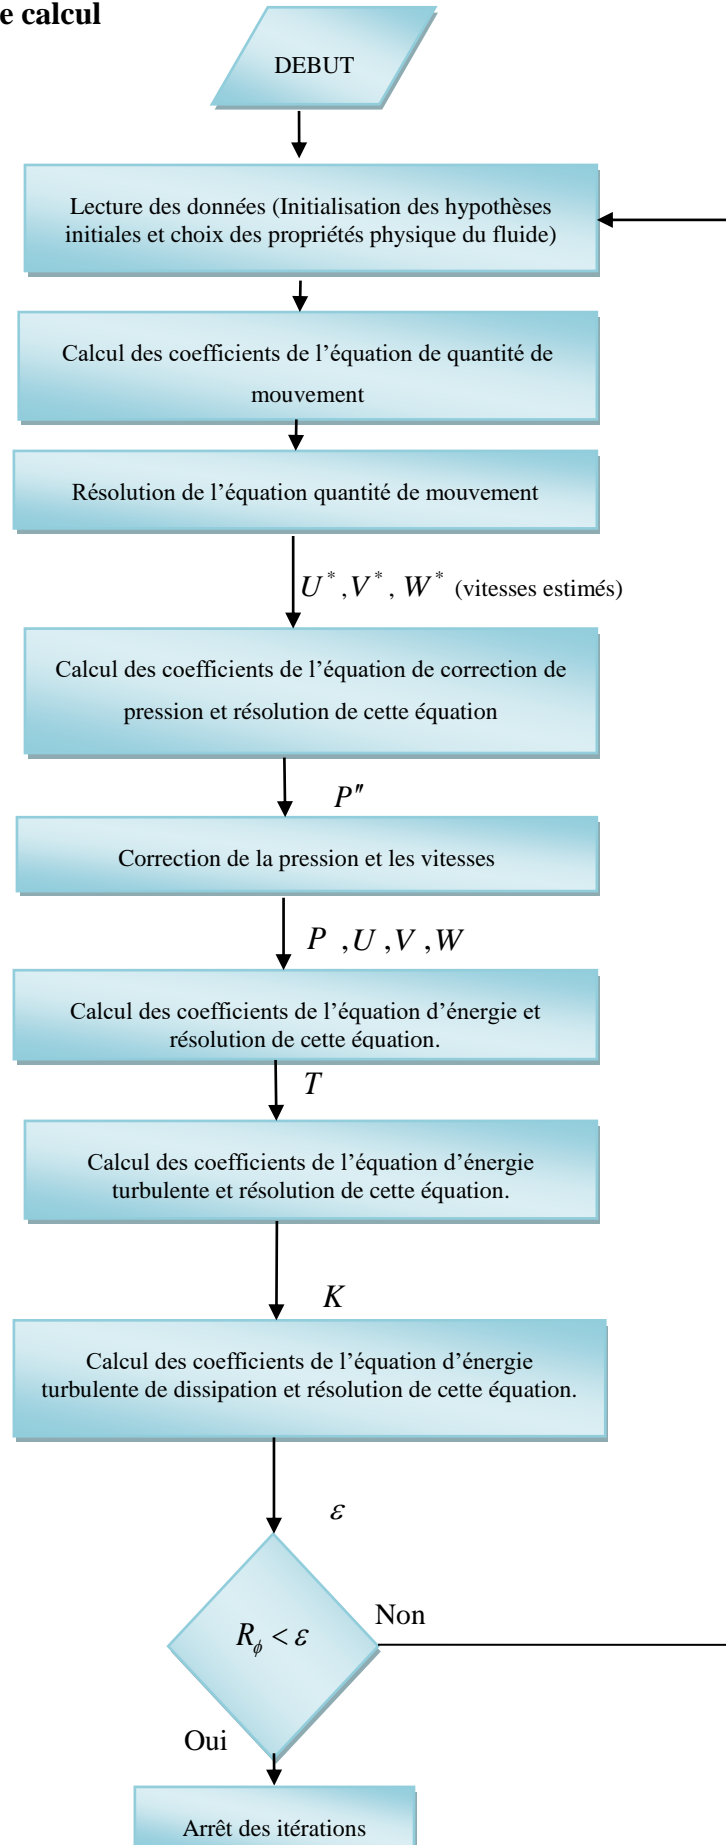 e calcul
DEBUT
Lecture des données (Initialisation des hypothèses
initiales et choix des propriétés physique du fluide)
Calcul des coefficients de l’équation de quantité de
mouvement
Résolution de l’équation quantité de mouvement
U*, V*, W* (vitesses estimés)
Calcul des coefficients de l’équation de correction de
pression et résolution de cette équation
P″
Correction de la pression et les vitesses
P ,U ,V ,W
Calcul des coefficients de l’équation d’énergie et
résolution de cette équation.
T
Calcul des coefficients de l’équation d’énergie
turbulente et résolution de cette équation.
K
Calcul des coefficients de l’équation d’énergie
turbulente de dissipation et résolution de cette équation.
ε
Non
R_ϕ < ε
Oui
Arrêt des itérations